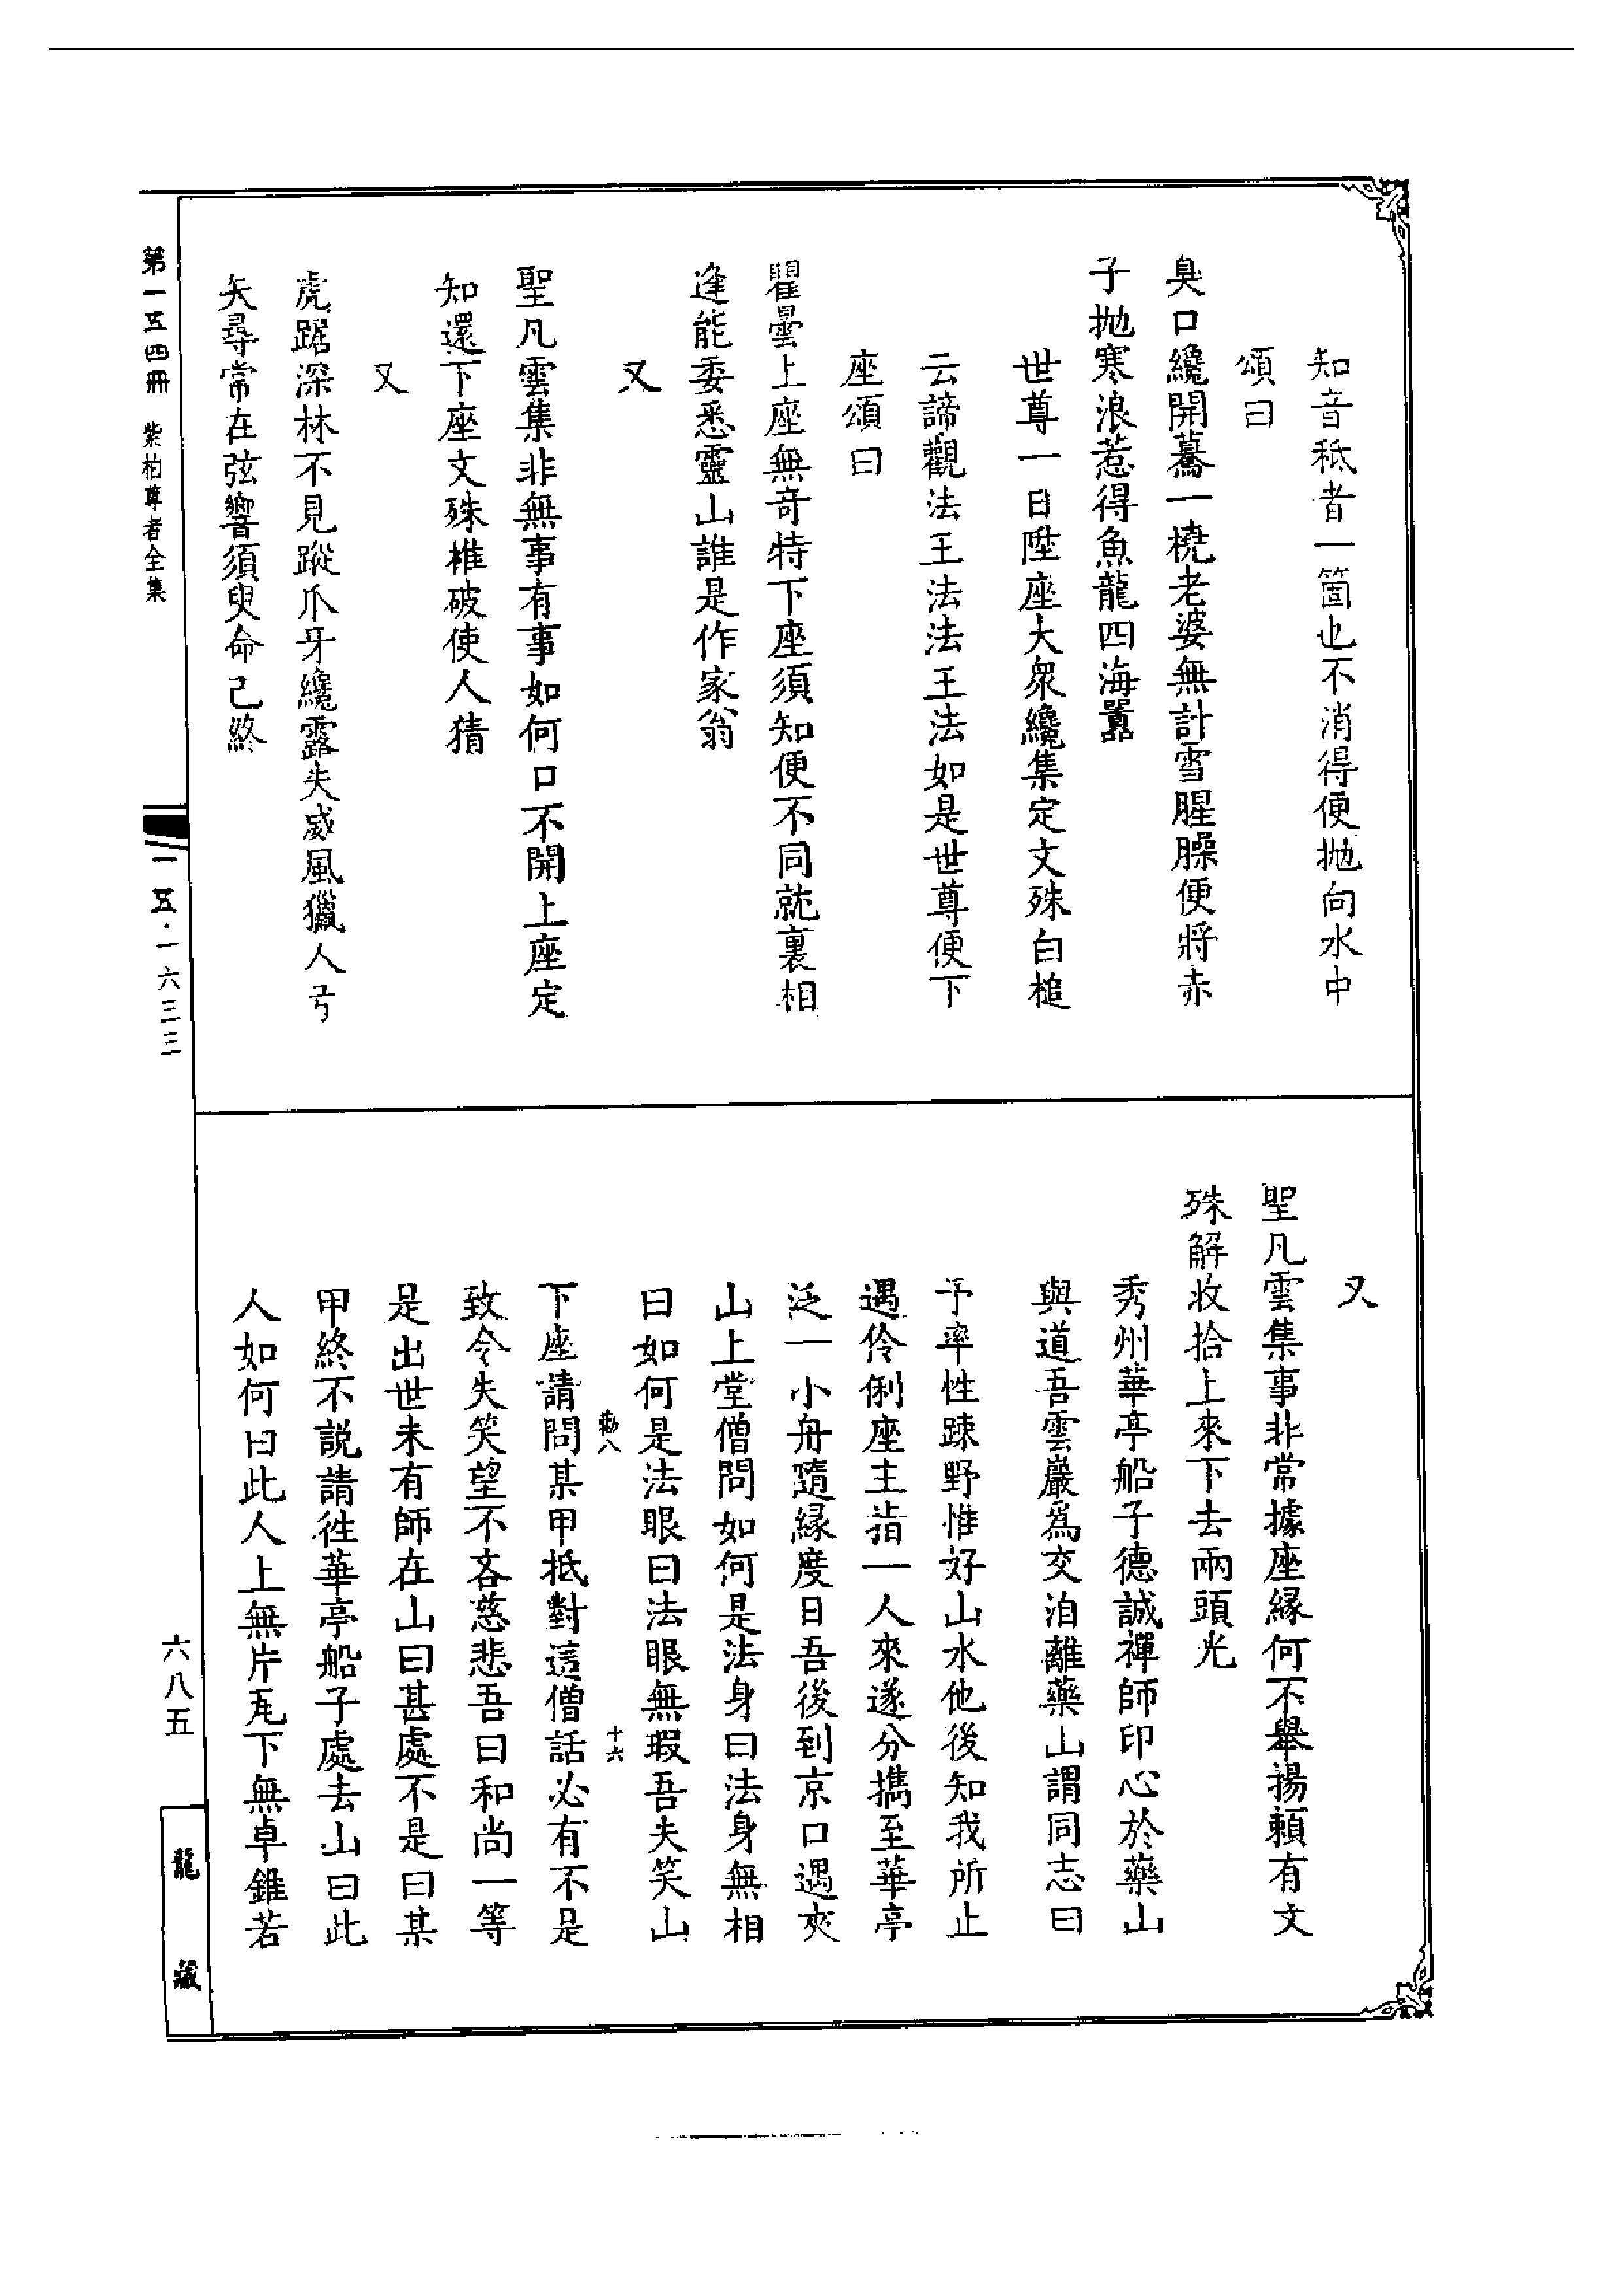 知音秖者一箇也不消得便抛向水中
頌曰
臭口纔開驀一橈老婆無計雪腥臊便將赤
子抛寒浪惹得魚龍四海囂
世尊一日陞座大衆纔集定文殊白槌
云諦觀法王法法王法如是世尊便下
座頌曰
瞿曇上座無奇特下座須知便不同就裏相
逢能委悉靈山誰是作家翁
又
聖凡雲集非無事有事如何口不開上座定
知還下座文殊椎破使人猜
又
虎踞深林不見蹤爪牙纔露失威風獵人弓
矢尋常在弦響須臾命已終
又
聖凡雲集事非常據座緣何不舉揚賴有文
殊解收拾上來下去兩頭光
秀州華亭船子德誠禪師印心於藥山
與道吾雲巖爲交洎離藥山謂同志曰
予率性踈野惟好山水他後知我所止
遇伶俐座主指一人來遂分擕至華亭
泛一小舟隨緣度日吾後到京口遇夾
山上堂僧問如何是法身曰法身無相
曰如何是法眼曰法眼無瑕吾夫笑山
勤八 十六
下座請問某甲抵對這僧話必有不是
致令失笑望不吝慈悲吾曰和尚一等
是出世未有師在山曰甚處不是曰某
甲終不説請徃華亭船子處去山曰此
人如何曰此人上無片瓦下無卓錐若
第一五四冊 紫柏尊者全集
一五·一六三三
六八五
龍藏